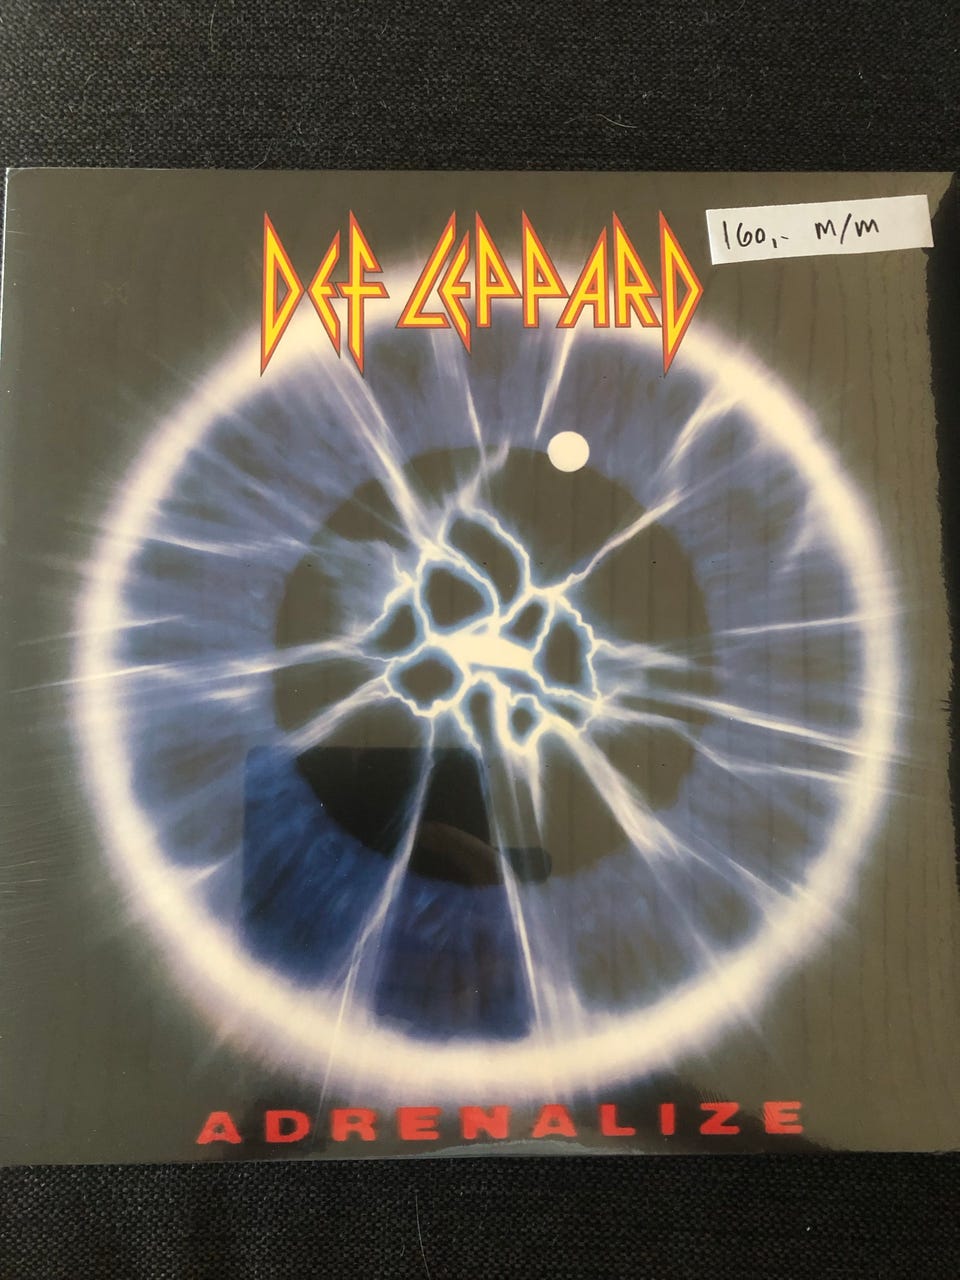 DEF LEPPARD
160,- M/M
ADRENALIZE